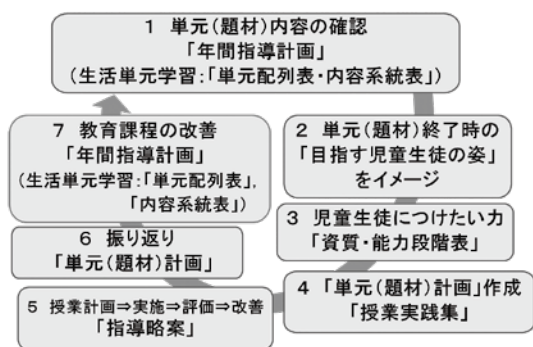 1 単元(題材)内容の確認
「年間指導計画」
(生活単元学習:「単元配列表・内容系統表」)
2 単元(題材)終了時の
「目指す児童生徒の姿」
をイメージ
3 児童生徒につけたい力
「資質・能力段階表」
4 「単元(題材)計画」作成
「授業実践集」
5 授業計画⇒実施⇒評価⇒改善
「指導略案」
6 振り返り
「単元(題材)計画」
7 教育課程の改善
「年間指導計画」
(生活単元学習:「単元配列表」,
「内容系統表」)